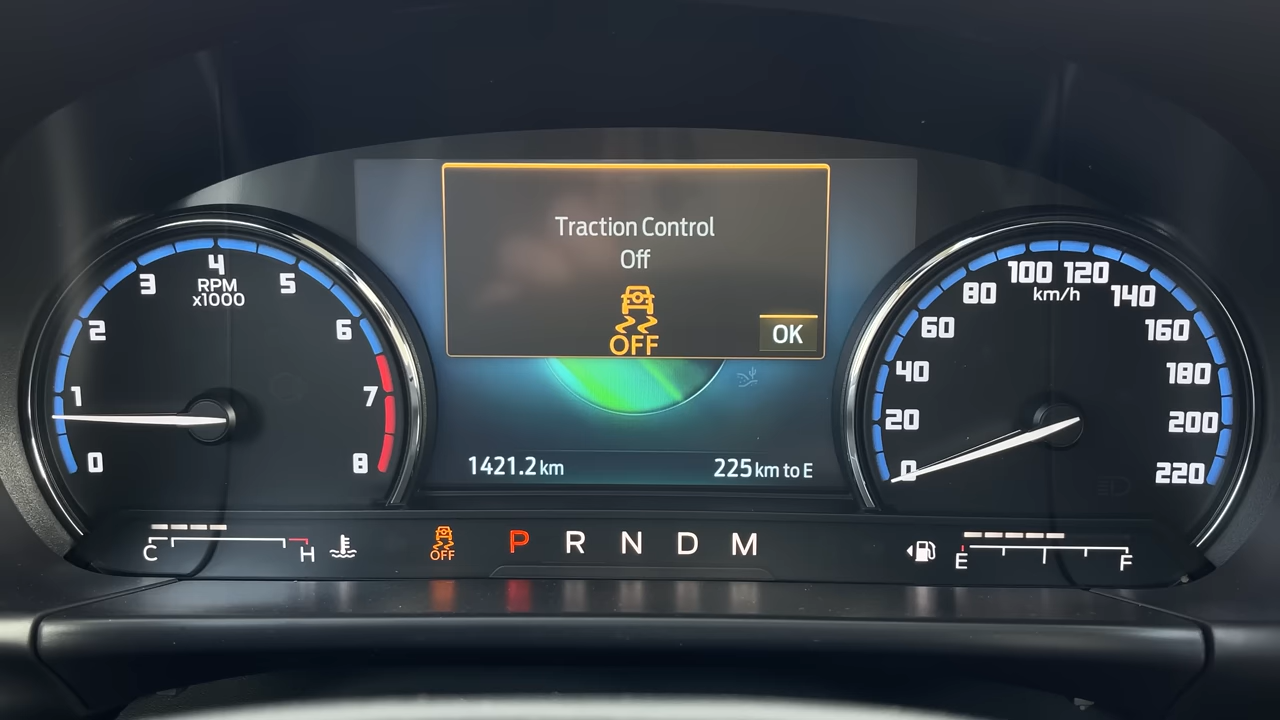 Traction Control
Off
OFF
OK
0
1
2
3
4
5
6
7
8
RPM
x1000
0
20
40
60
80
100
120
140
160
180
200
220
km/h
1421.2 km
225 km to E
C
H
OFF
P R N D M
E
F